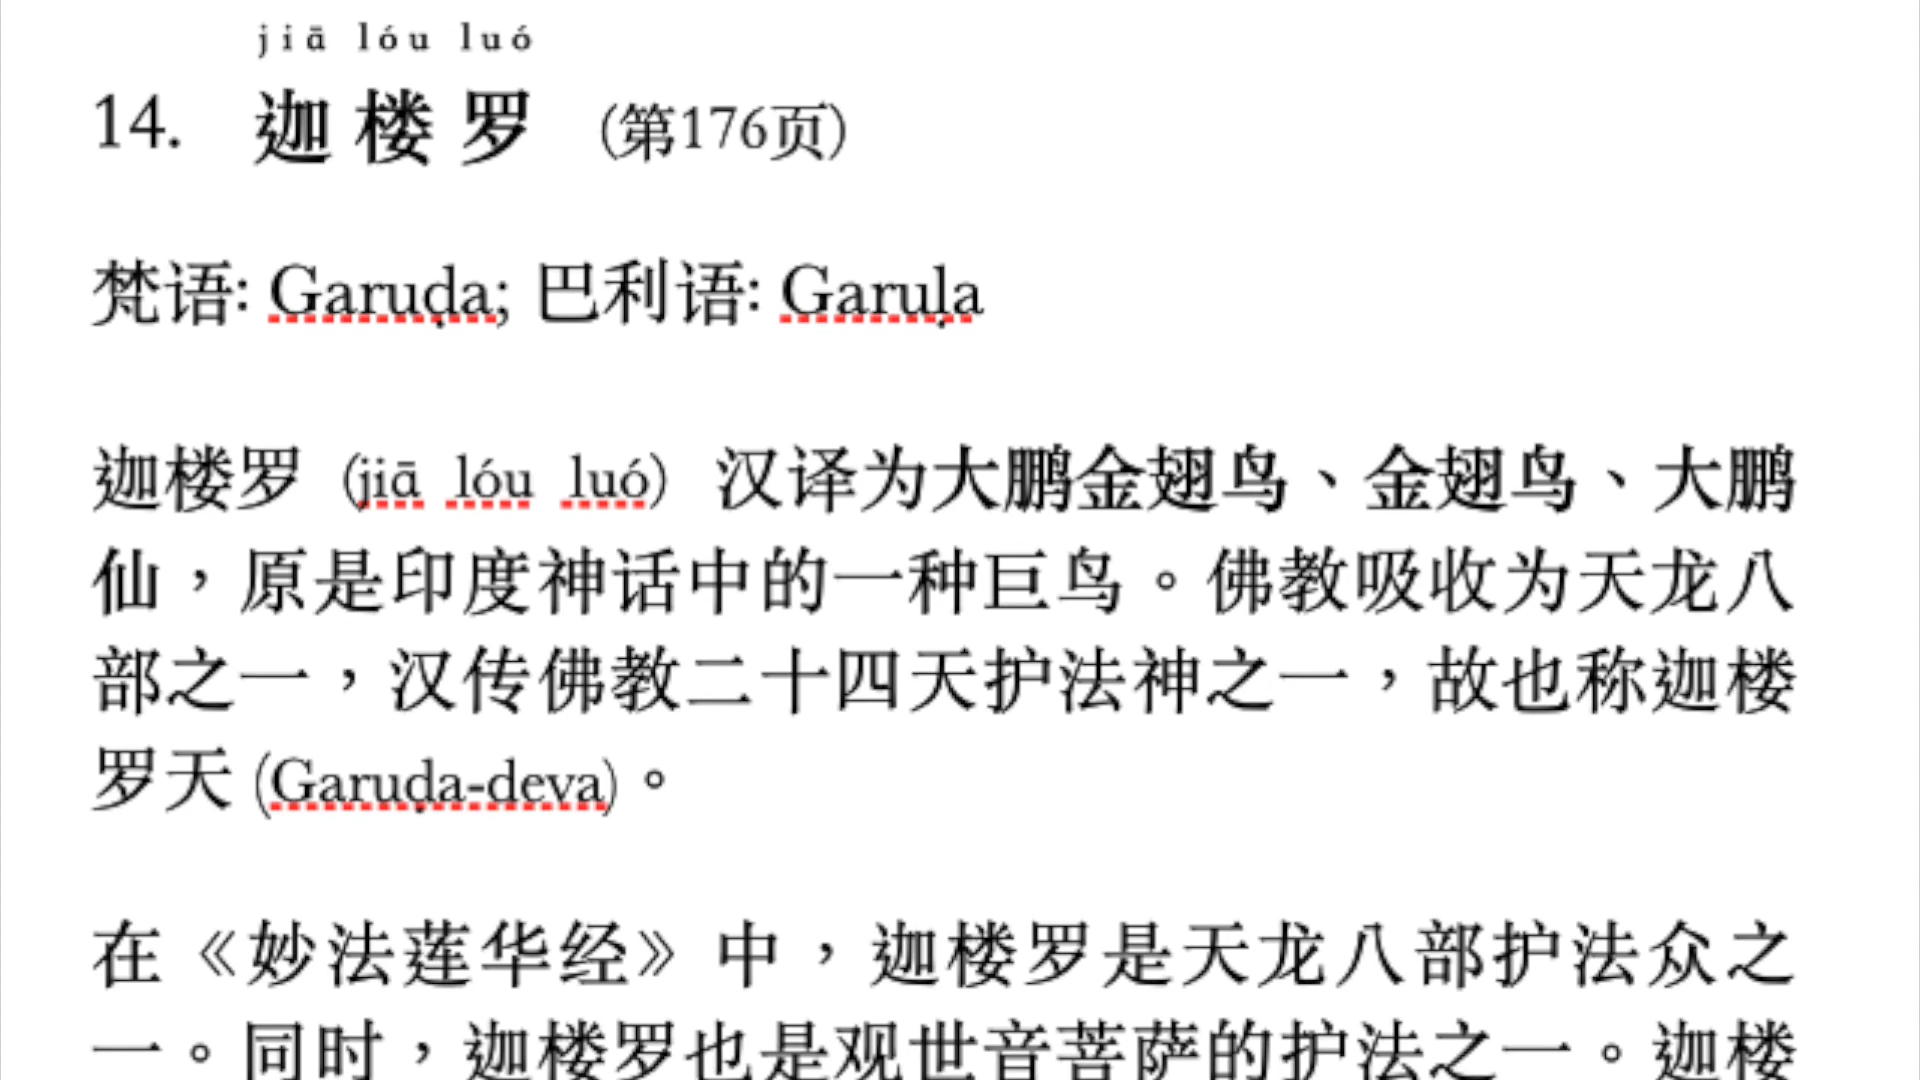 jiā lóu luó
14. 迦楼罗 (第176页)
梵语: Garuḍa; 巴利语: Garuḷa
迦楼罗 (jiā lóu luó) 汉译为大鹏金翅鸟、金翅鸟、大鹏
仙，原是印度神话中的一种巨鸟。佛教吸收为天龙八
部之一，汉传佛教二十四天护法神之一，故也称迦楼
罗天 (Garuḍa-deva)。
在《妙法莲华经》中，迦楼罗是天龙八部护法众之
一。同时，迦楼罗也是观世音菩萨的护法之一。迦楼